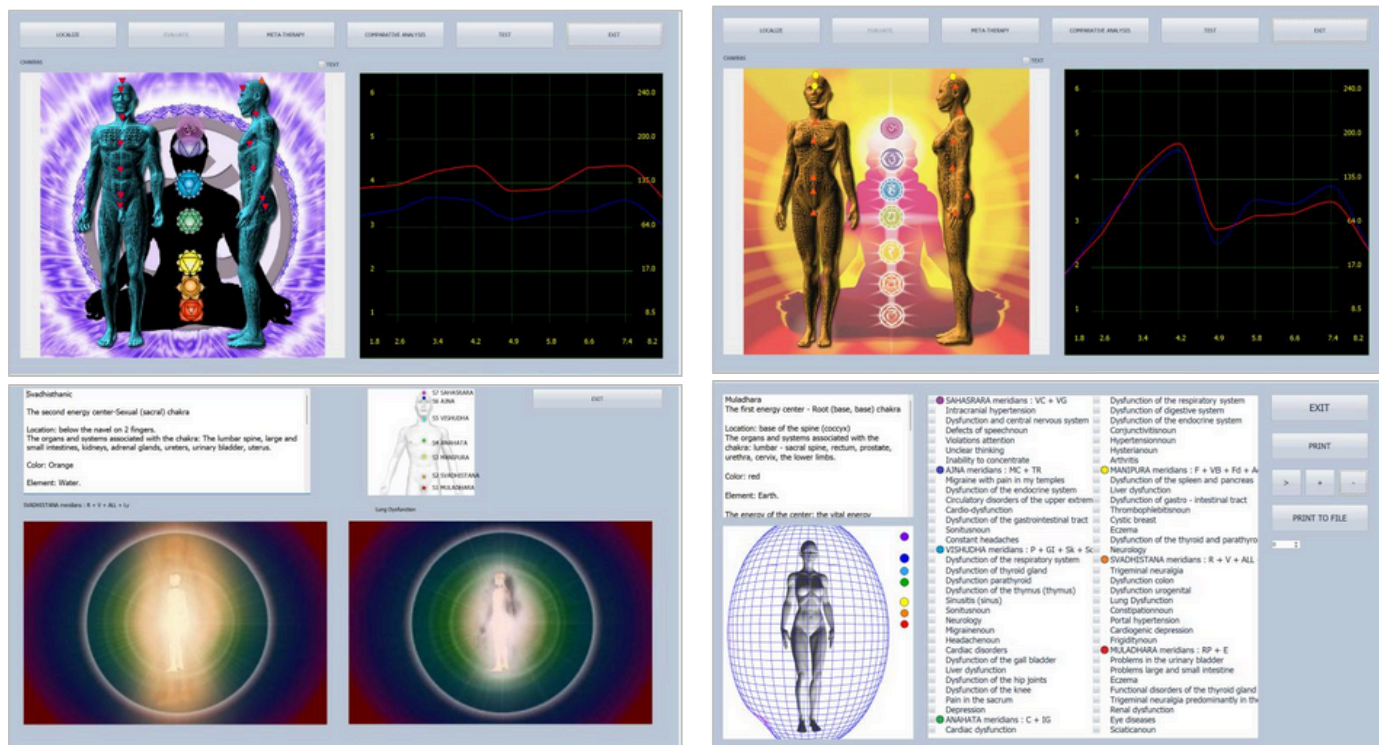 LOCALIZE
EVALUATE
META-THERAPY
COMPARATIVE ANALYSIS
TEST
EXIT
CHAKRAS
TEXT
6
5
4
3
2
1
240.0
200.0
135.0
64.0
17.0
8.5
1.8 2.6 3.4 4.2 4.9 5.8 6.6 7.4 8.2
LOCALIZE
EVALUATE
META-THERAPY
COMPARATIVE ANALYSIS
TEST
EXIT
CHAKRAS
TEXT
6
5
4
3
2
1
240.0
200.0
135.0
64.0
17.0
8.5
1.8 2.6 3.4 4.2 4.9 5.8 6.6 7.4 8.2
Svadhisthanic
The second energy center-Sexual (sacral) chakra
Location: below the navel on 2 fingers.
The organs and systems associated with the chakra: The lumbar spine, large and
small intestines, kidneys, adrenal glands, ureters, urinary bladder, uterus.
Color: Orange
Element: Water.
S7 SAHASRARA
S6 AJNA
S5 VISHUDHA
S4 ANAHATA
S3 MANIPURA
S2 SVADHISTANA
S1 MULADHARA
EXIT
SVADHISTANA meridians : R + V + ALL + Ly
Lung Dysfunction
Muladhara
The first energy center - Root (base, base) chakra
Location: base of the spine (coccyx)
The organs and systems associated with the
chakra: lumbar - sacral spine, rectum, prostate,
urethra, cervix, the lower limbs.
Color: red
Element: Earth.
The energy of the center: the vital energy
SAHASRARA meridians: VC + VG
Intracranial hypertension
Dysfunction and central nervous system
Defects of speechnoun
Violations attention
Unclear thinking
Inability to concentrate
AJNA meridians : MC + TR
Migraine with pain in my temples
Dysfunction of the endocrine system
Circulatory disorders of the upper extrem
Cardio-dysfunction
Dysfunction of the gastrointestinal tract
Sonitusnoun
Constant headaches
VISHUDHA meridians : P + GI + Sk + Sc
Dysfunction of the respiratory system
Dysfunction of thyroid gland
Dysfunction parathyroid
Dysfunction of the thymus (thymus)
Sinusitis (sinus)
Sonitusnoun
Neurology
Migrainenoun
Headachenoun
Cardiac disorders
Dysfunction of the gall bladder
Liver dysfunction
Dysfunction of the hip joints
Dysfunction of the knee
Pain in the sacrum
Depression
ANAHATA meridians : C + IG
Cardiac dysfunction
Dysfunction of the respiratory system
Dysfunction of digestive system
Dysfunction of the endocrine system
Conjunctivitisnoun
Hypertensionnoun
Hysterianoun
Arthritis
MANIPURA meridians : F + VB + Fd + A
Dysfunction of the spleen and pancreas
Liver dysfunction
Dysfunction of gastro - intestinal tract
Thrombophlebitisnoun
Cystic breast
Eczema
Dysfunction of the thyroid and parathyro
Neurology
SVADHISTANA meridians : R + V + ALL
Trigeminal neuralgia
Dysfunction colon
Dysfunction urogenital
Lung Dysfunction
Constipationnoun
Portal hypertension
Cardiogenic depression
Frigiditynoun
MULADHARA meridians : RP + E
Problems in the urinary bladder
Problems large and small intestine
Eczema
Functional disorders of the thyroid gland
Trigeminal neuralgia predominantly in the
Renal dysfunction
Eye diseases
Sciaticanoun
EXIT
PRINT
> + -
PRINT TO FILE
0